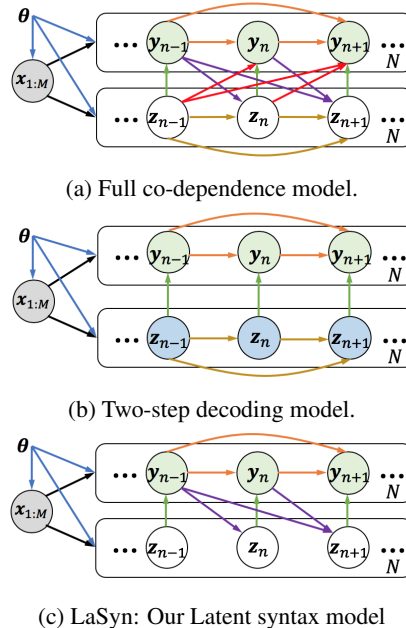 θ
x1:M
... yn-1 yn yn+1
N
... zn-1 zn zn+1
N
(a) Full co-dependence model.
θ
x1:M
... yn-1 yn yn+1
N
... zn-1 zn zn+1
N
(b) Two-step decoding model.
θ
x1:M
... yn-1 yn yn+1
N
... zn-1 zn zn+1
N
(c) LaSyn: Our Latent syntax model